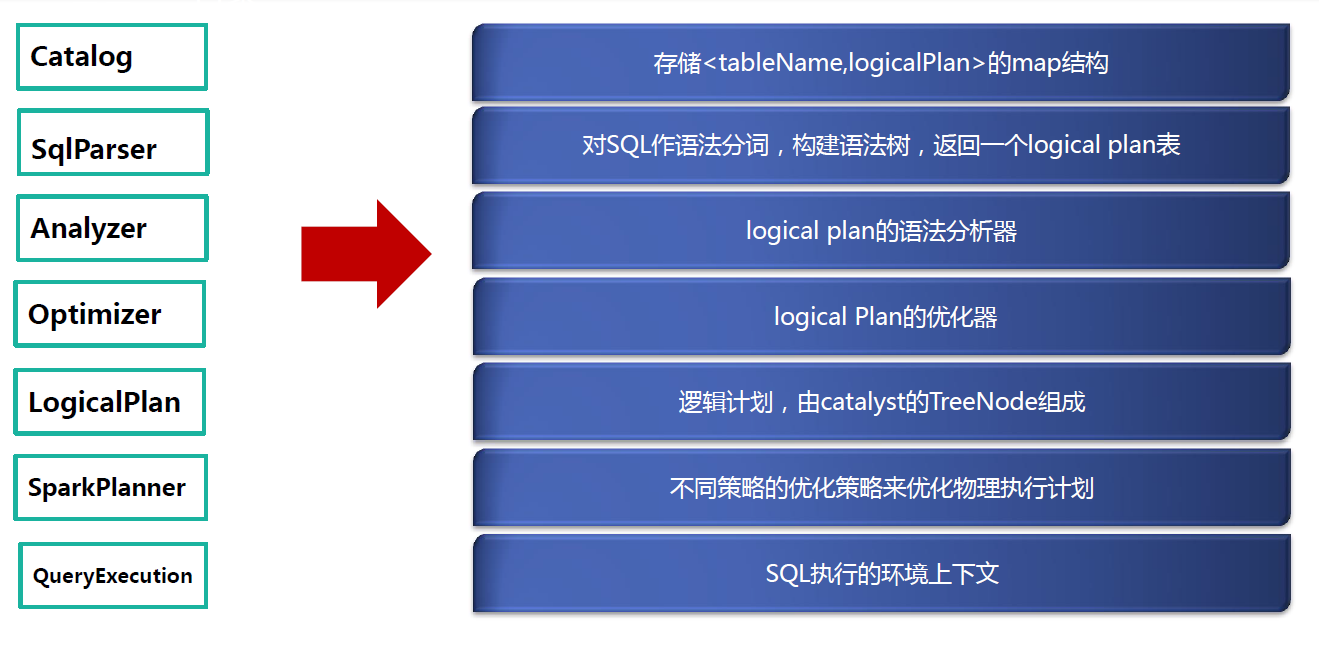 Catalog
存储<tableName,logicalPlan>的map结构
SqlParser
对SQL作语法分词，构建语法树，返回一个logical plan表
Analyzer
logical plan的语法分析器
Optimizer
logical Plan的优化器
LogicalPlan
逻辑计划，由catalyst的TreeNode组成
SparkPlanner
不同策略的优化策略来优化物理执行计划
QueryExecution
SQL执行的环境上下文